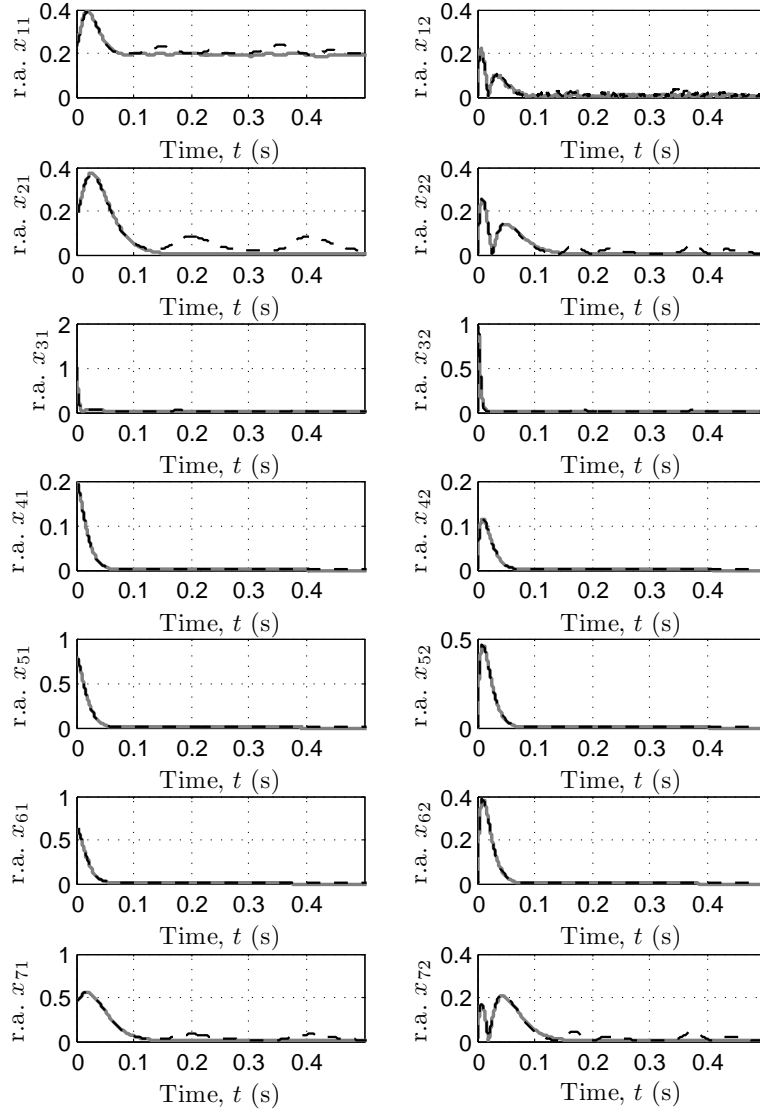 r.a. x11
0.4
0.2
0
0 0.1 0.2 0.3 0.4
Time, t (s)
r.a. x12
0.4
0.2
0
0 0.1 0.2 0.3 0.4
Time, t (s)
r.a. x21
0.4
0.2
0
0 0.1 0.2 0.3 0.4
Time, t (s)
r.a. x22
0.4
0.2
0
0 0.1 0.2 0.3 0.4
Time, t (s)
r.a. x31
2
1
0
0 0.1 0.2 0.3 0.4
Time, t (s)
r.a. x32
1
0.5
0
0 0.1 0.2 0.3 0.4
Time, t (s)
r.a. x41
0.2
0.1
0
0 0.1 0.2 0.3 0.4
Time, t (s)
r.a. x42
0.2
0.1
0
0 0.1 0.2 0.3 0.4
Time, t (s)
r.a. x51
1
0.5
0
0 0.1 0.2 0.3 0.4
Time, t (s)
r.a. x52
0.5
0
0 0.1 0.2 0.3 0.4
Time, t (s)
r.a. x61
1
0.5
0
0 0.1 0.2 0.3 0.4
Time, t (s)
r.a. x62
0.4
0.2
0
0 0.1 0.2 0.3 0.4
Time, t (s)
r.a. x71
1
0.5
0
0 0.1 0.2 0.3 0.4
Time, t (s)
r.a. x72
0.4
0.2
0
0 0.1 0.2 0.3 0.4
Time, t (s)